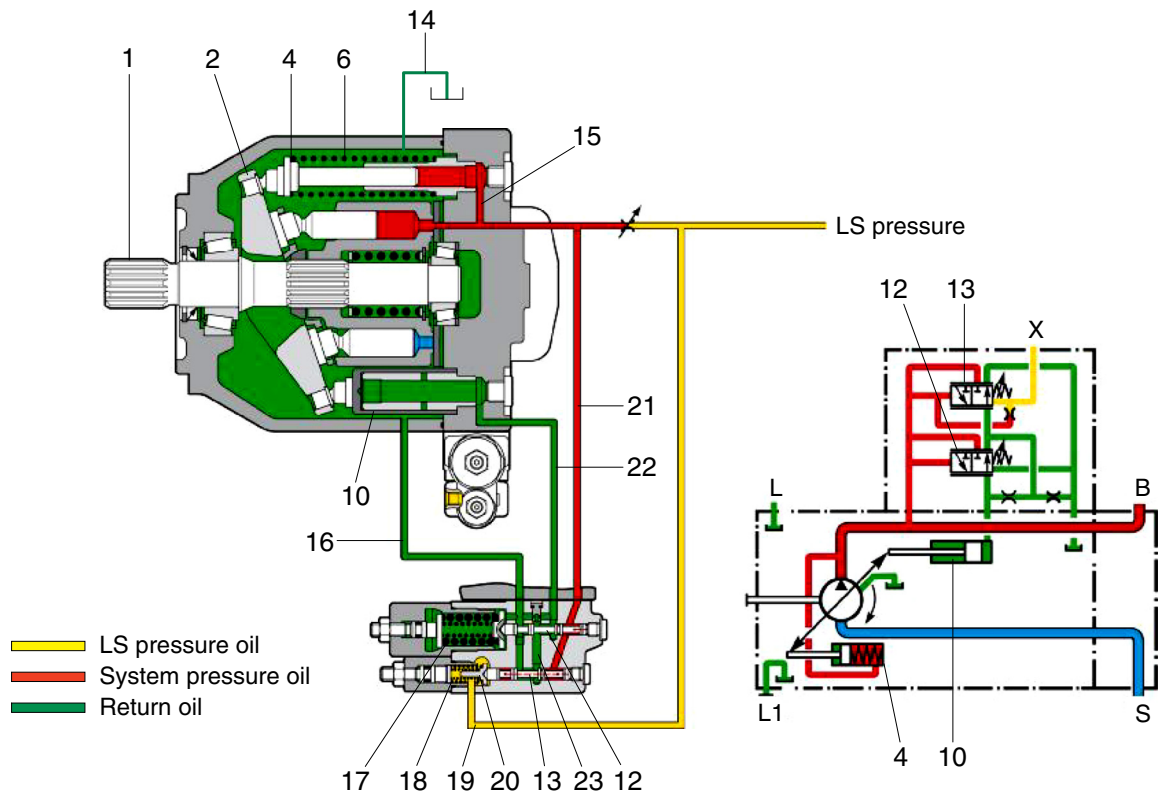 14
1 2 4 6
15
LS pressure
12 13 X
21
22
10
16
L B
10
LS pressure oil
System pressure oil
Return oil
L1 S
17 18 19 20 13 23 12
4 10